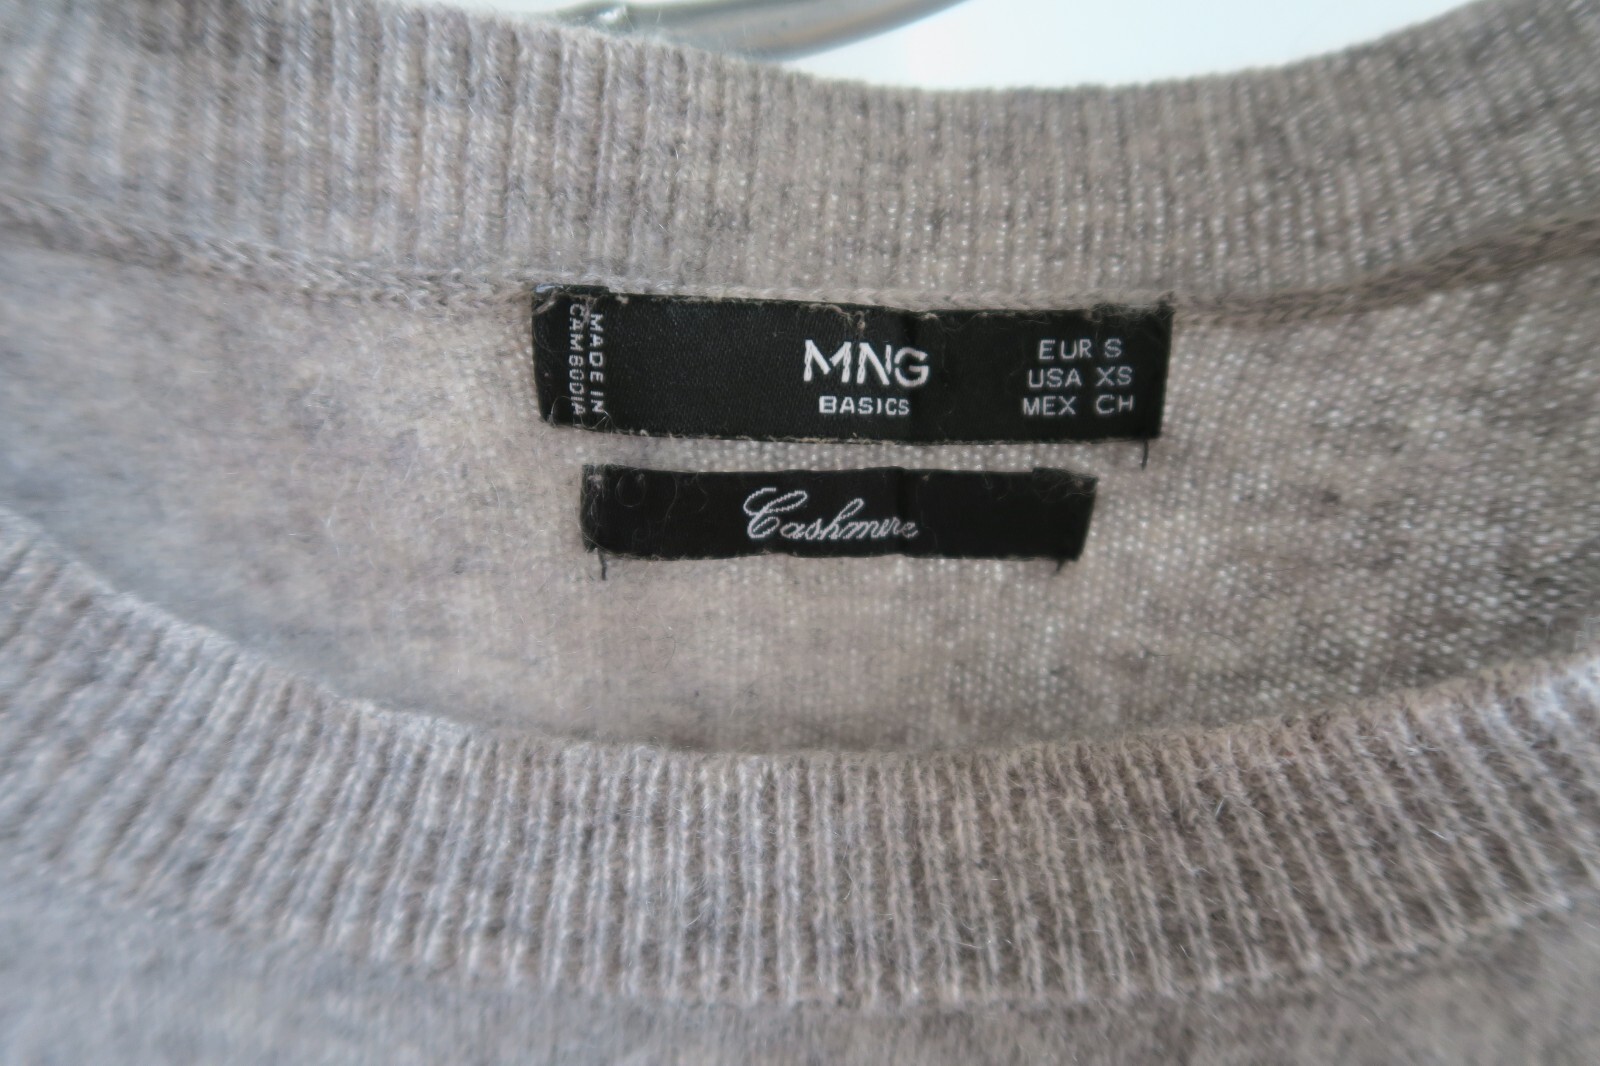 MADE IN
CAMBODIA
MNG
BASICS
EUR S
USA XS
MEX CH
Cashmere